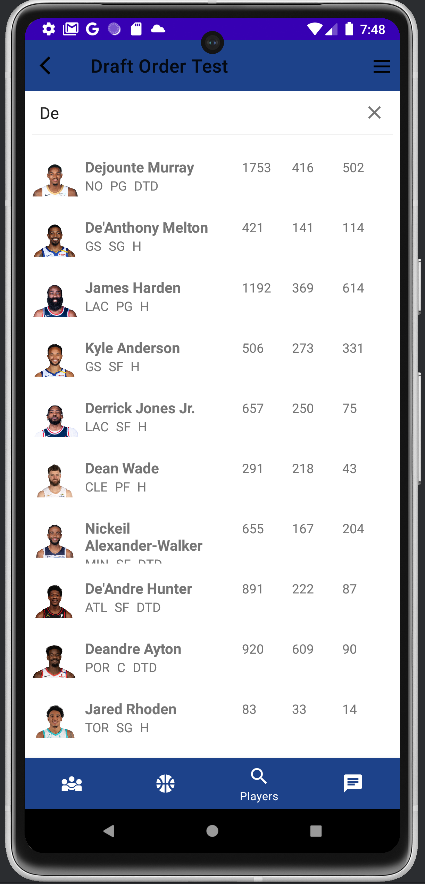 7:48
Draft Order Test
De
Dejounte Murray 1753 416 502
NO PG DTD
De'Anthony Melton 421 141 114
GS SG H
James Harden 1192 369 614
LAC PG H
Kyle Anderson 506 273 331
GS SF H
Derrick Jones Jr. 657 250 75
LAC SF H
Dean Wade 291 218 43
CLE PF H
Nickeil 655 167 204
Alexander-Walker
MIN SF DTD
De'Andre Hunter 891 222 87
ATL SF DTD
Deandre Ayton 920 609 90
POR C DTD
Jared Rhoden 83 33 14
TOR SG H
Players